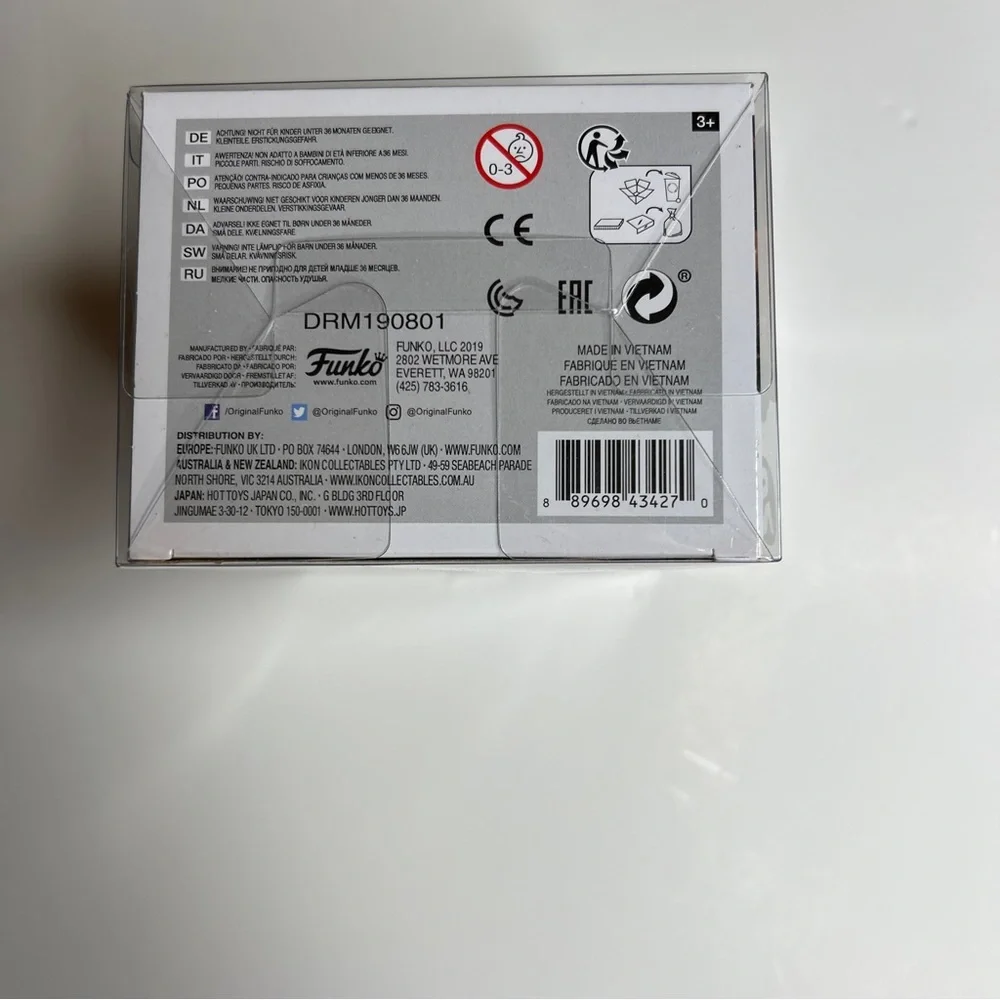 3+
DE ACHTUNG! NICHT FÜR KINDER UNTER 36 MONATEN GEEIGNET.
KLEINTEILE. ERSTICKUNGSGEFAHR.
IT AVVERTENZA! NON ADATTO A BAMBINI DI ETÀ INFERIORE A 36 MESI.
PICCOLE PARTI. RISCHIO DI SOFFOCAMENTO.
PO ATENÇÃO! CONTRA-INDICADO PARA CRIANÇAS COM MENOS DE 36 MESES.
PEQUENAS PARTES. RISCO DE ASFIXIA.
NL WAARSCHUWING! NIET GESCHIKT VOOR KINDEREN JONGER DAN 36 MAANDEN.
KLEINE ONDERDELEN. VERSTIKKINGSGEVAAR.
DA ADVARSEL! IKKE EGNET TIL BØRN UNDER 36 MÅNEDER.
SMÅ DELE. KVÆLNINGSFARE.
SW VARNING! INTE LÄMPLIG FÖR BARN UNDER 36 MÅNADER.
SMÅ DELAR. KVÄVNINGSRISK.
RU ВНИМАНИЕ! НЕ ПРИГОДНО ДЛЯ ДЕТЕЙ МЛАДШЕ 36 МЕСЯЦЕВ.
МЕЛКИЕ ЧАСТИ. ОПАСНОСТЬ УДУШЬЯ.
0-3
CE
EAC
®
DRM190801
MANUFACTURED BY · FABRIQUÉ PAR:
FABRICADO POR · HERGESTELLT DURCH:
FABBRICATO DA · FABRICADO POR:
VERVAARDIGD DOOR · FREMSTILLET AF:
TILLVERKAD AV · ПРОИЗВОДИТЕЛЬ:
Funko
www.funko.com
FUNKO, LLC 2019
2802 WETMORE AVE
EVERETT, WA 98201
(425) 783-3616
/OriginalFunko @OriginalFunko @OriginalFunko
MADE IN VIETNAM
FABRIQUÉ EN VIETNAM
FABRICADO EN VIETNAM
HERGESTELLT IN VIETNAM · FABBRICATO IN VIETNAM
FABRICADO NA VIETNAM · VERVAARDIGD IN VIETNAM
PRODUCERET I VIETNAM · TILLVERKAD I VIETNAM
СДЕЛАНО ВО ВЬЕТНАМЕ
DISTRIBUTION BY:
EUROPE: FUNKO UK LTD · PO BOX 74644 · LONDON, W6 6JW (UK) · WWW.FUNKO.COM
AUSTRALIA & NEW ZEALAND: IKON COLLECTABLES PTY LTD · 49-59 SEABEACH PARADE
NORTH SHORE, VIC 3214 AUSTRALIA · WWW.IKONCOLLECTABLES.COM.AU
JAPAN: HOT TOYS JAPAN CO., INC. · G BLDG 3RD FLOOR
JINGUMAE 3-30-12 · TOKYO 150-0001 · WWW.HOTTOYS.JP
8 89698 43427 0